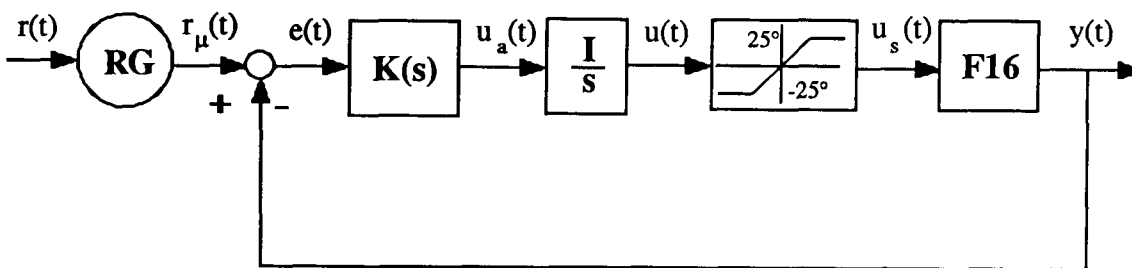 r(t)
RG
r_μ(t)
+
-
e(t)
K(s)
u_a(t)
I
s
u(t)
25°
-25°
u_s(t)
F16
y(t)